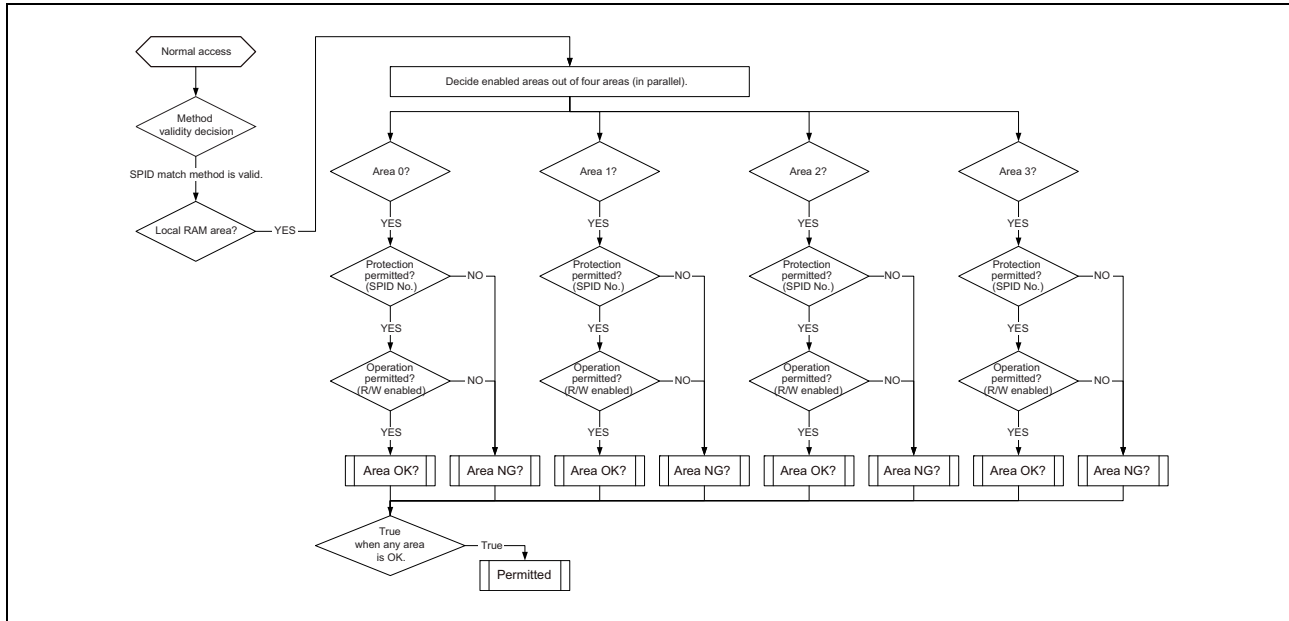 Normal access
Decide enabled areas out of four areas (in parallel).
Method
validity decision
SPID match method is valid.
Local RAM area?
YES
Area 0?
Area 1?
Area 2?
Area 3?
YES
YES
YES
YES
Protection
permitted?
(SPID No.)
NO
Protection
permitted?
(SPID No.)
NO
Protection
permitted?
(SPID No.)
NO
Protection
permitted?
(SPID No.)
NO
YES
YES
YES
YES
Operation
permitted?
(R/W enabled)
NO
Operation
permitted?
(R/W enabled)
NO
Operation
permitted?
(R/W enabled)
NO
Operation
permitted?
(R/W enabled)
NO
YES
YES
YES
YES
Area OK?
Area NG?
Area OK?
Area NG?
Area OK?
Area NG?
Area OK?
Area NG?
True
when any area
is OK.
True
Permitted